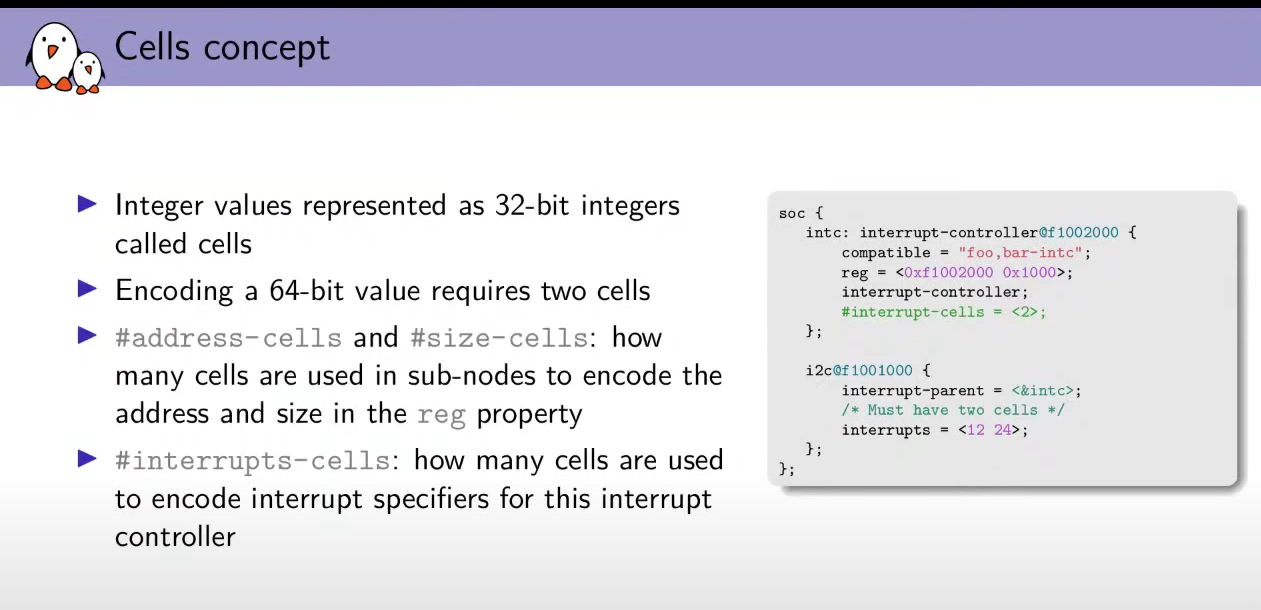 Cells concept
▶ Integer values represented as 32-bit integers
called cells
▶ Encoding a 64-bit value requires two cells
▶ #address-cells and #size-cells: how
many cells are used in sub-nodes to encode the
address and size in the reg property
▶ #interrupts-cells: how many cells are used
to encode interrupt specifiers for this interrupt
controller
soc {
   intc: interrupt-controller@f1002000 {
       compatible = "foo,bar-intc";
       reg = <0xf1002000 0x1000>;
       interrupt-controller;
       #interrupt-cells = <2>;
   };

   i2c@f1001000 {
       interrupt-parent = <&intc>;
       /* Must have two cells */
       interrupts = <12 24>;
   };
};